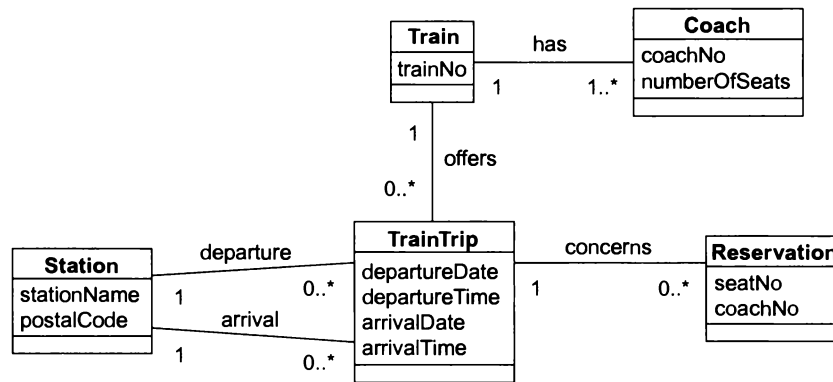 Train
trainNo
has
1
1..*
Coach
coachNo
numberOfSeats
1
offers
0..*
Station
stationName
postalCode
departure
1
0..*
arrival
1
0..*
TrainTrip
departureDate
departureTime
arrivalDate
arrivalTime
concerns
1
0..*
Reservation
seatNo
coachNo